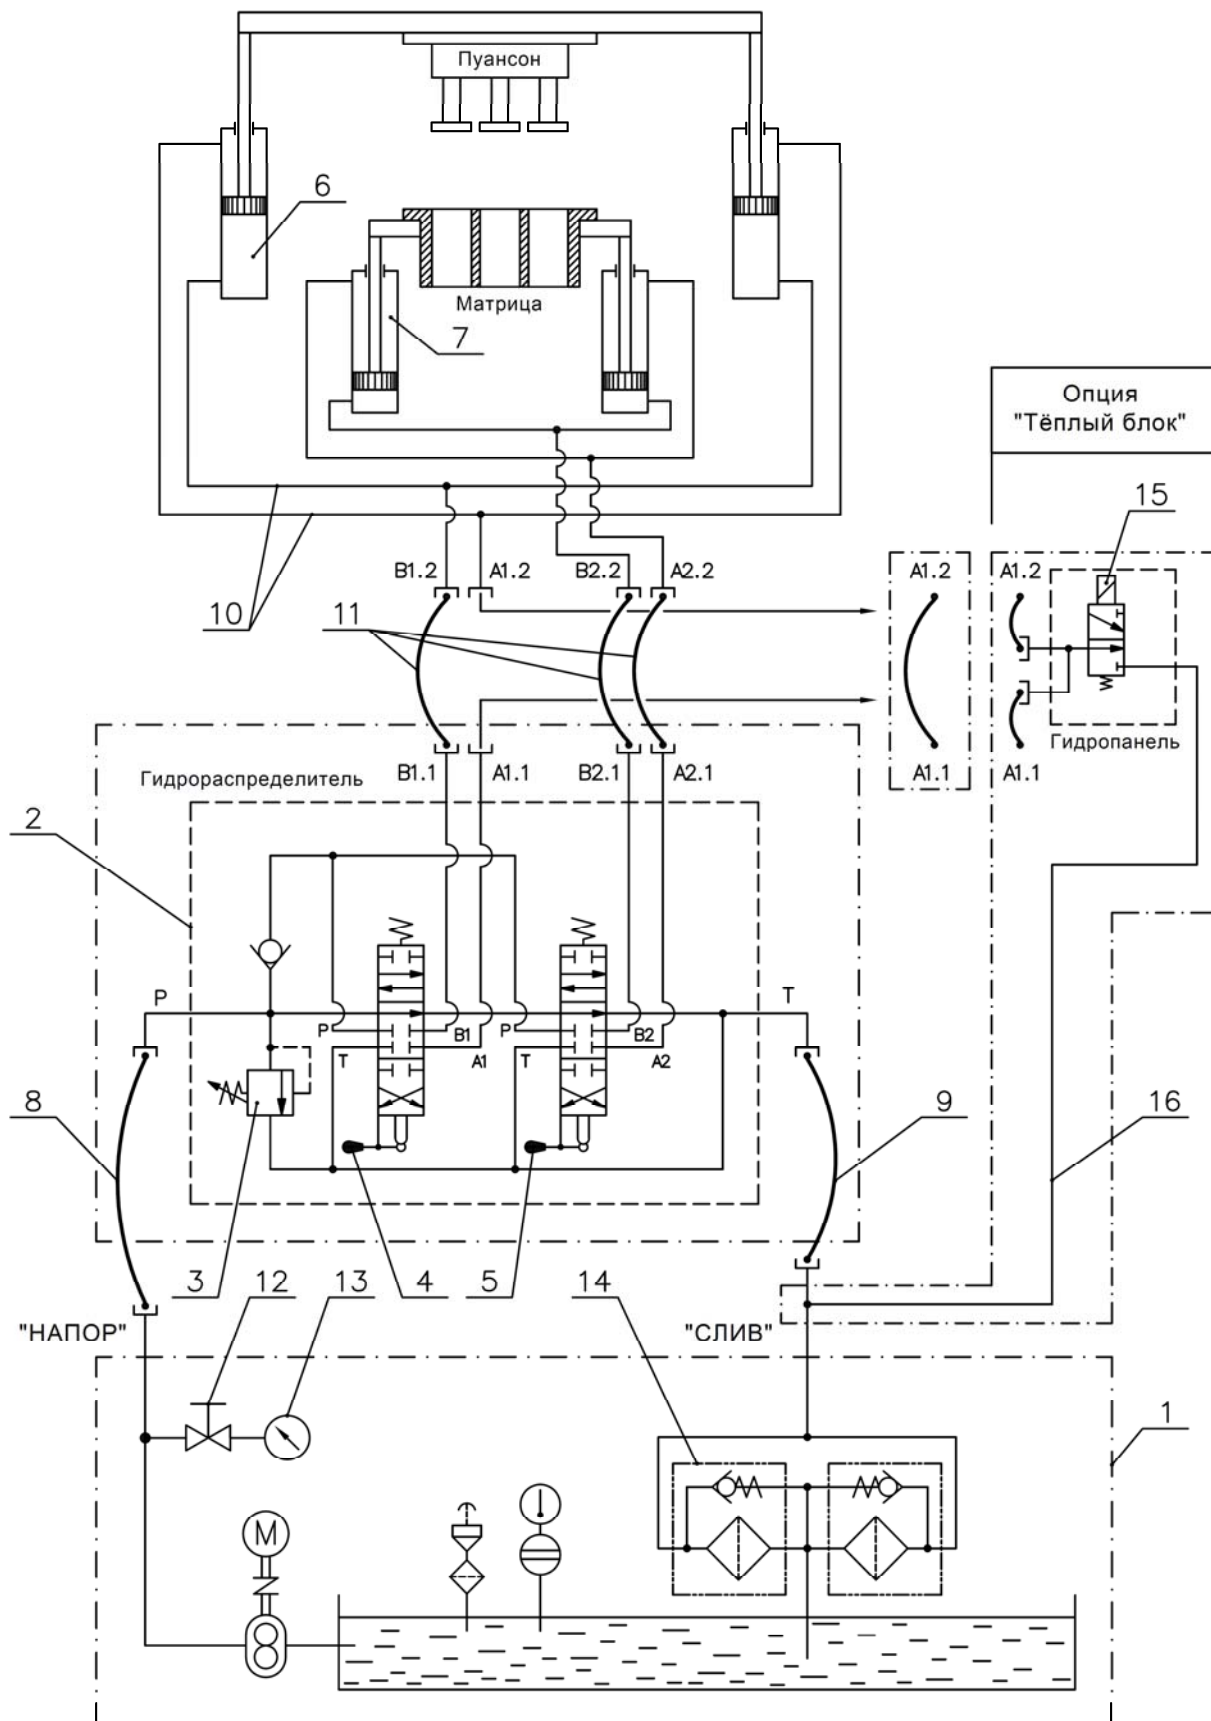 Пуансон
6
Матрица
7
Опция
"Тёплый блок"
15
B1.2 A1.2 B2.2 A2.2
A1.2 A1.2
10
11
Гидропанель
B1.1 A1.1 B2.1 A2.1
A1.1 A1.1
Гидрораспределитель
2
P
T
P B1
T A1
P B2
T A2
8
9
16
3 12 13 4 5 14
"НАПОР"
"СЛИВ"
1
M